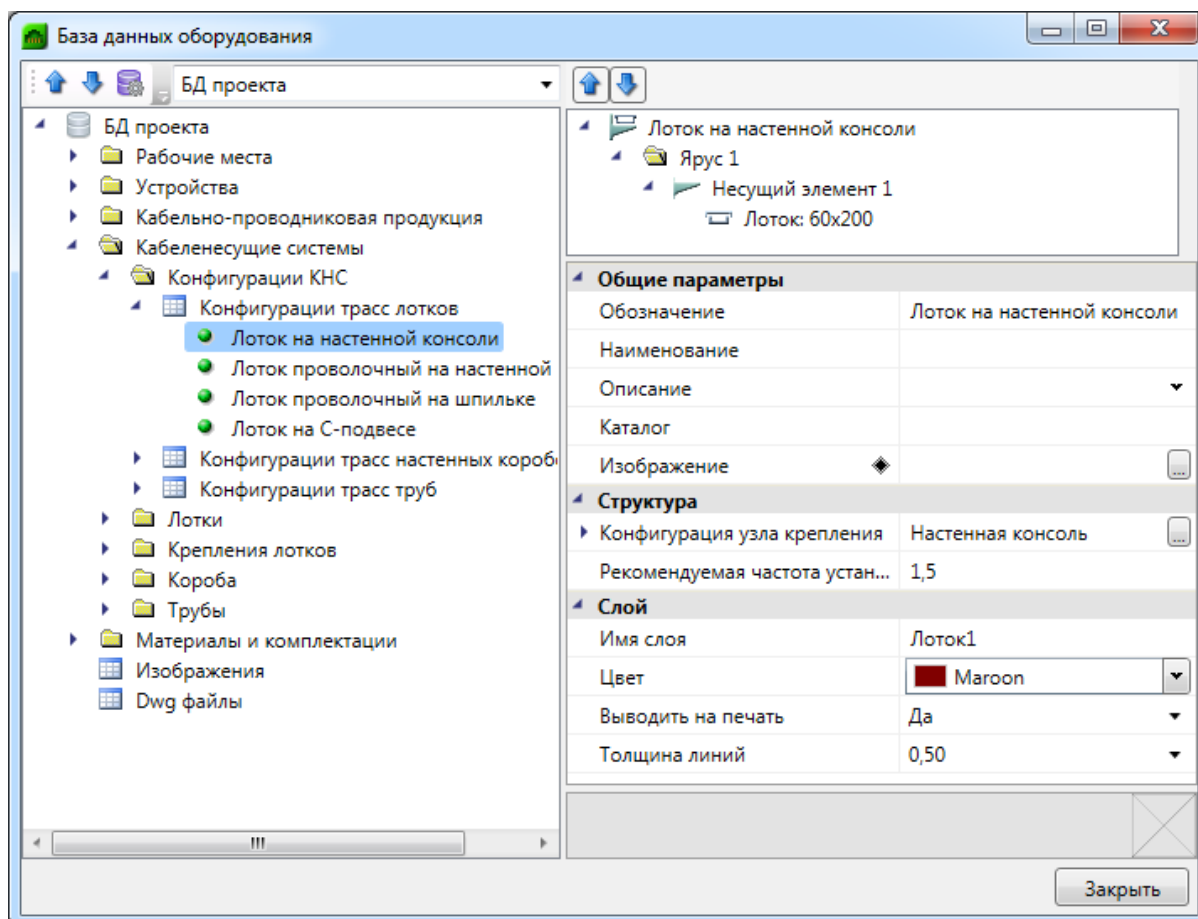 База данных оборудования
БД проекта
БД проекта
Рабочие места
Устройства
Кабельно-проводниковая продукция
Кабеленесущие системы
Конфигурации КНС
Конфигурации трасс лотков
Лоток на настенной консоли
Лоток проволочный на настенной
Лоток проволочный на шпильке
Лоток на С-подвесе
Конфигурации трасс настенных коробо
Конфигурации трасс труб
Лотки
Крепления лотков
Короба
Трубы
Материалы и комплектации
Изображения
Dwg файлы
Лоток на настенной консоли
Ярус 1
Несущий элемент 1
Лоток: 60x200
Общие параметры
Обозначение Лоток на настенной консоли
Наименование
Описание
Каталог
Изображение ...
Структура
Конфигурация узла крепления Настенная консоль ...
Рекомендуемая частота устан... 1,5
Слой
Имя слоя Лоток1
Цвет Maroon
Выводить на печать Да
Толщина линий 0,50
Закрыть